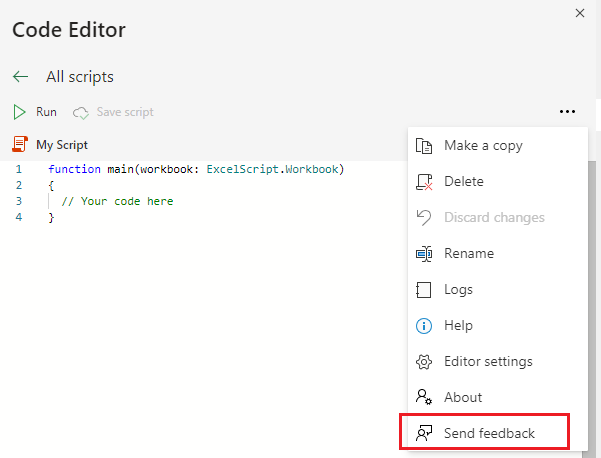 Code Editor
All scripts
Run Save script
My Script
1 function main(workbook: ExcelScript.Workbook)
2 {
3 // Your code here
4 }
Make a copy
Delete
Discard changes
Rename
Logs
Help
Editor settings
About
Send feedback